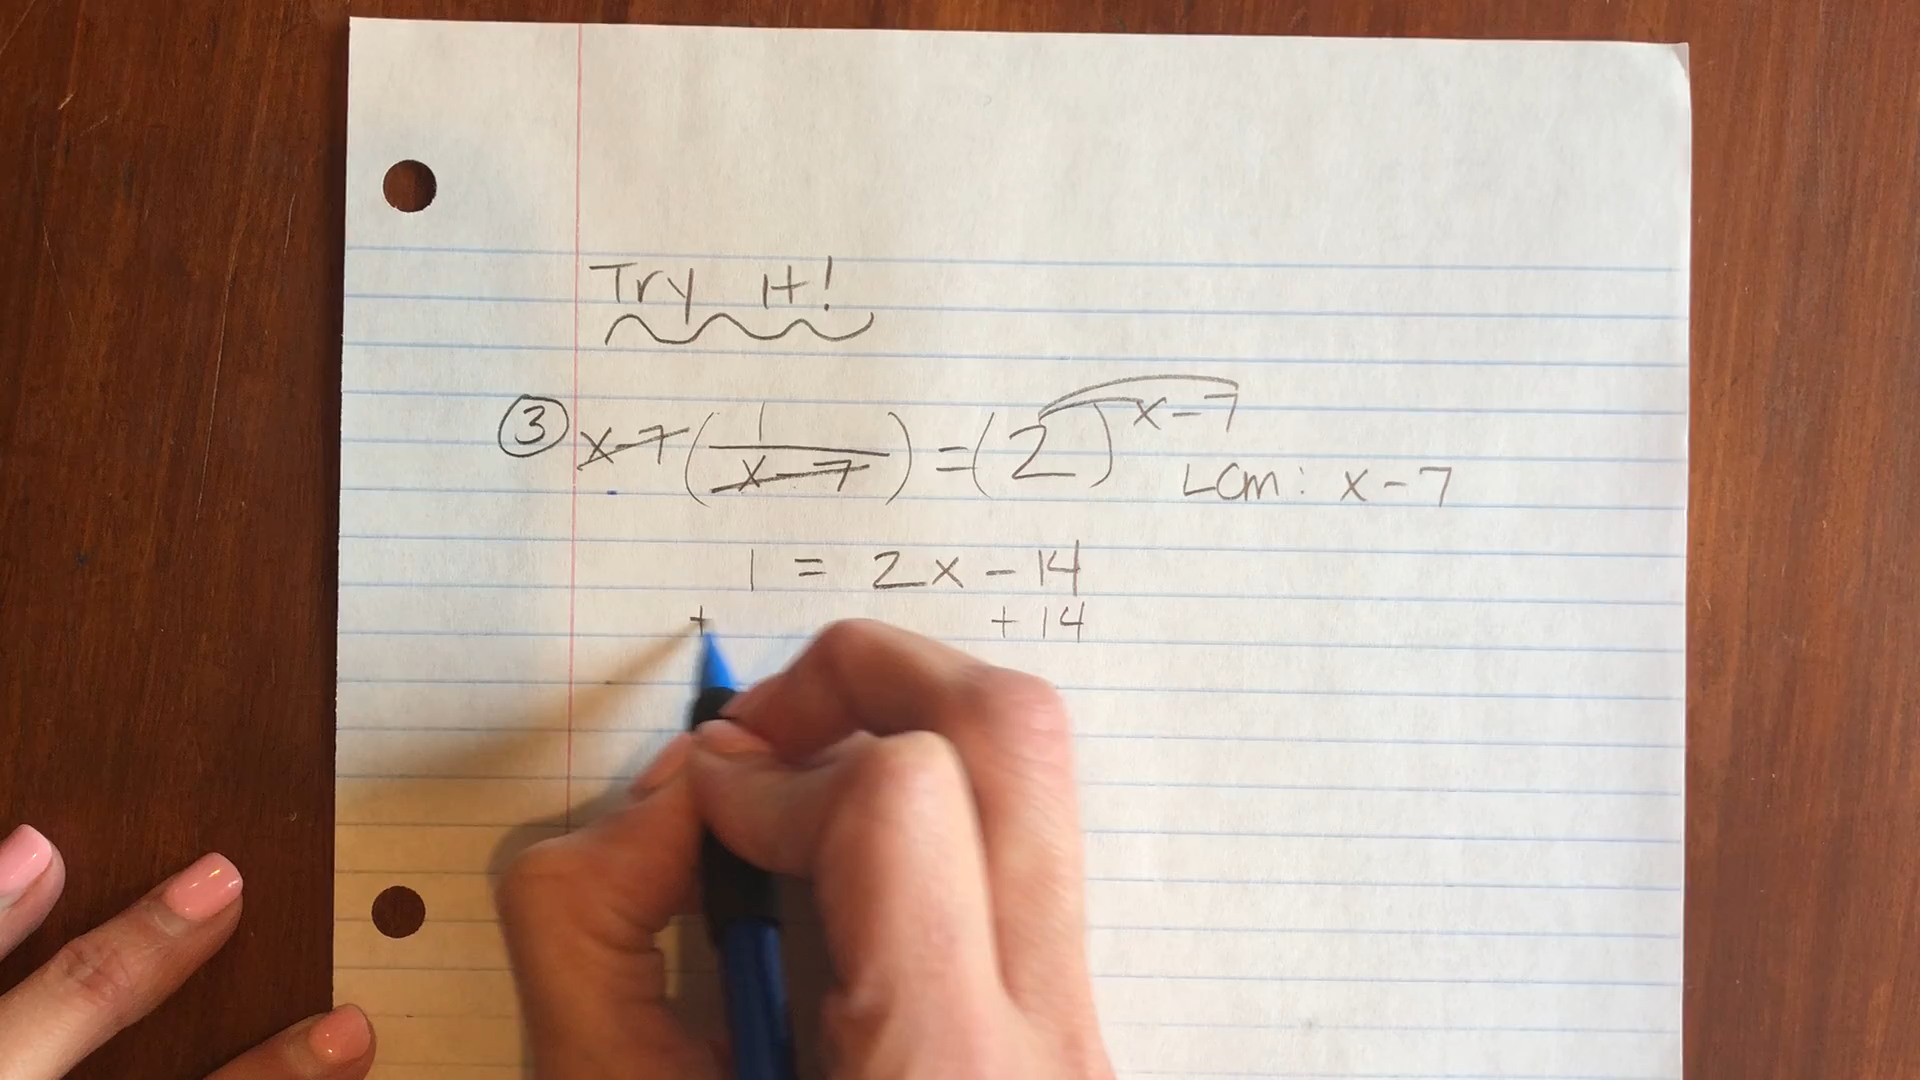 Try It!
③ x-7(1/x-7) = (2) x-7
LCM: x-7
1 = 2x - 14
+ +14